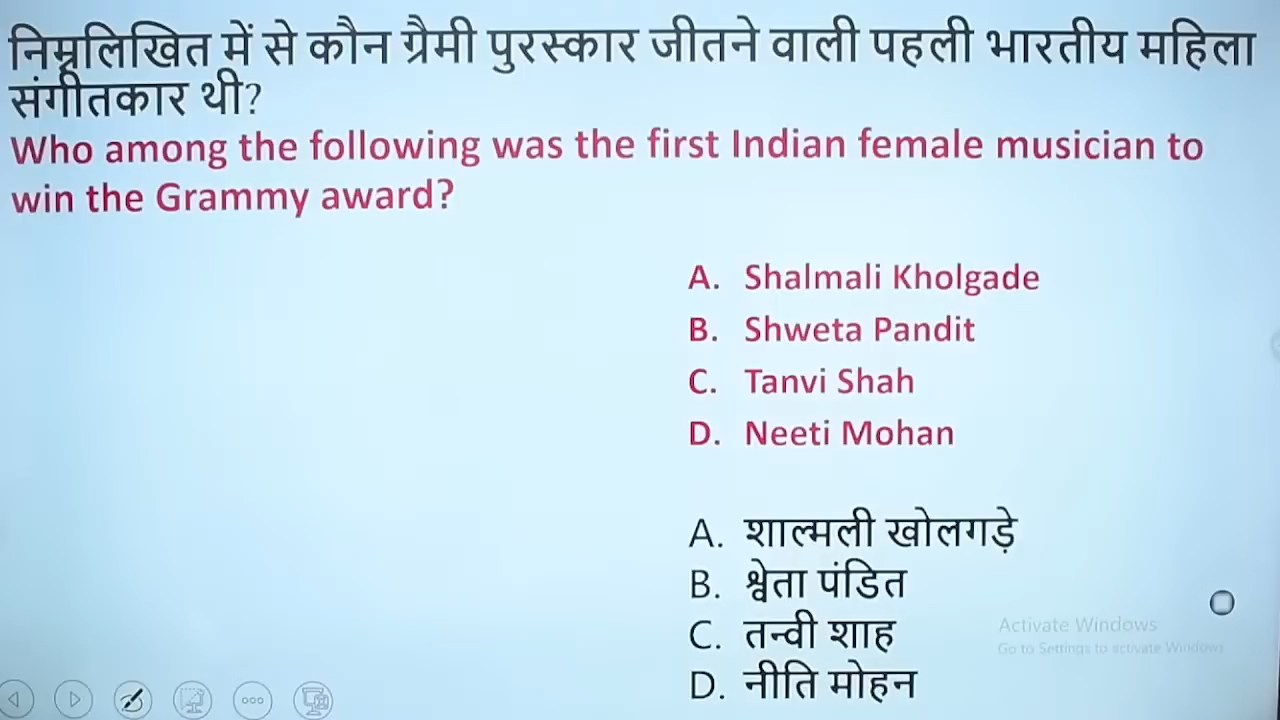 निम्नलिखित में से कौन ग्रैमी पुरस्कार जीतने वाली पहली भारतीय महिला
संगीतकार थी?
Who among the following was the first Indian female musician to
win the Grammy award?
A. Shalmali Kholgade
B. Shweta Pandit
C. Tanvi Shah
D. Neeti Mohan
A. शाल्मली खोलगड़े
B. श्वेता पंडित
C. तन्वी शाह
D. नीति मोहन
Activate Windows
Go to Settings to activate Windows.